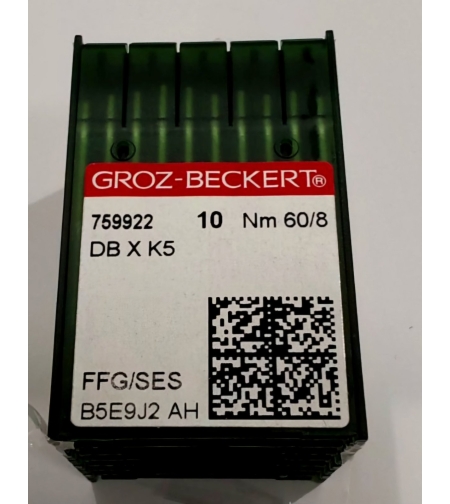 GROZ-BECKERT®
759922 10 Nm 60/8
DB X K5
FFG/SES
B5E9J2 AH